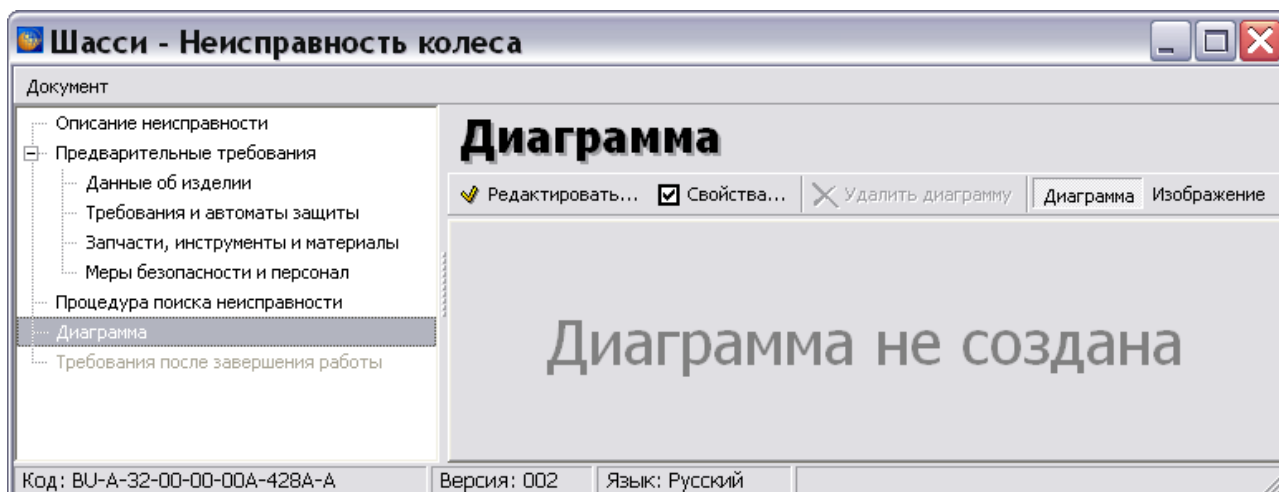 Шасси - Неисправность колеса
Документ
Описание неисправности
Предварительные требования
Данные об изделии
Требования и автоматы защиты
Запчасти, инструменты и материалы
Меры безопасности и персонал
Процедура поиска неисправности
Диаграмма
Требования после завершения работы
Диаграмма
Редактировать... Свойства... Удалить диаграмму Диаграмма Изображение
Диаграмма не создана
Код: BU-A-32-00-00-00A-428A-A Версия: 002 Язык: Русский